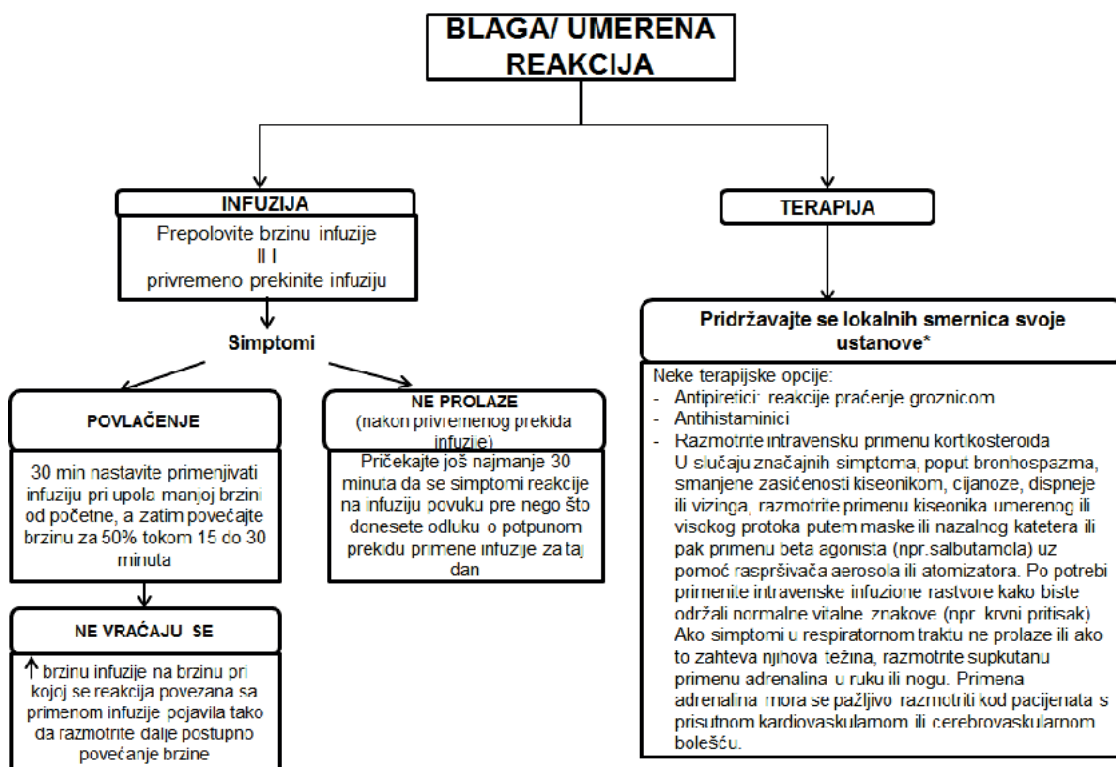 BLAGA/ UMERENA
REAKCIJA
INFUZIJA
Prepolovite brzinu infuzije
ILI
privremeno prekinite infuziju
Simptomi
POVLAČENJE
30 min nastavite primenjivati
infuziju pri upola manjoj brzini
od početne, a zatim povećajte
brzinu za 50% tokom 15 do 30
minuta
NE VRAĆAJU SE
↑ brzinu infuzije na brzinu pri
kojoj se reakcija povezana sa
primenom infuzije pojavila tako
da razmotrite dalje postupno
povećanje brzine
NE PROLAZE
(nakon privremenog prekida
infuzije)
Pričekajte još najmanje 30
minuta da se simptomi reakcije
na infuziju povuku pre nego što
donesete odluku o potpunom
prekidu primene infuzije za taj
dan
TERAPIJA
Pridržavajte se lokalnih smernica svoje
ustanove*
Neke terapijske opcije:
- Antipiretici: reakcije praćenje groznicom
- Antihistaminici
- Razmotrite intravensku primenu kortikosteroida
U slučaju značajnih simptoma, poput bronhospazma,
smanjene zasićenosti kiseonikom, cijanoze, dispneje
ili vizinga, razmotrite primenu kiseonika umerenog ili
visokog protoka putem maske ili nazalnog katetera ili
pak primenu beta agonista (npr.salbutamola) uz
pomoć raspršivača aerosola ili atomizatora. Po potrebi
primenite intravenske infuzione rastvore kako biste
održali normalne vitalne znakove (npr. krvni pritisak)
Ako simptomi u respiratornom traktu ne prolaze ili ako
to zahteva njihova težina, razmotrite supkutanu
primenu adrenalina u ruku ili nogu. Primena
adrenalina mora se pažljivo razmotriti kod pacijenata s
prisutnom kardiovaskularnom ili cerebrovaskularnom
bolešću.